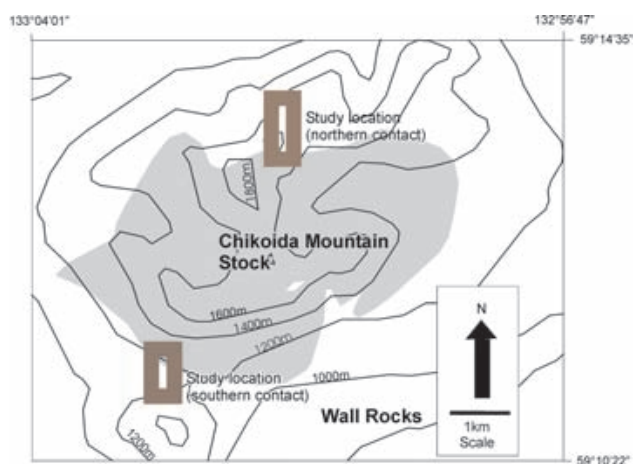 133°04'01"
132°56'47"
59°14'35"
Study location
(northern contact)
1800m
Chikoida Mountain
Stock
1600m
1400m
1200m
1000m
Study location
(southern contact)
1200m
Wall Rocks
N
1km
Scale
59°10'22"